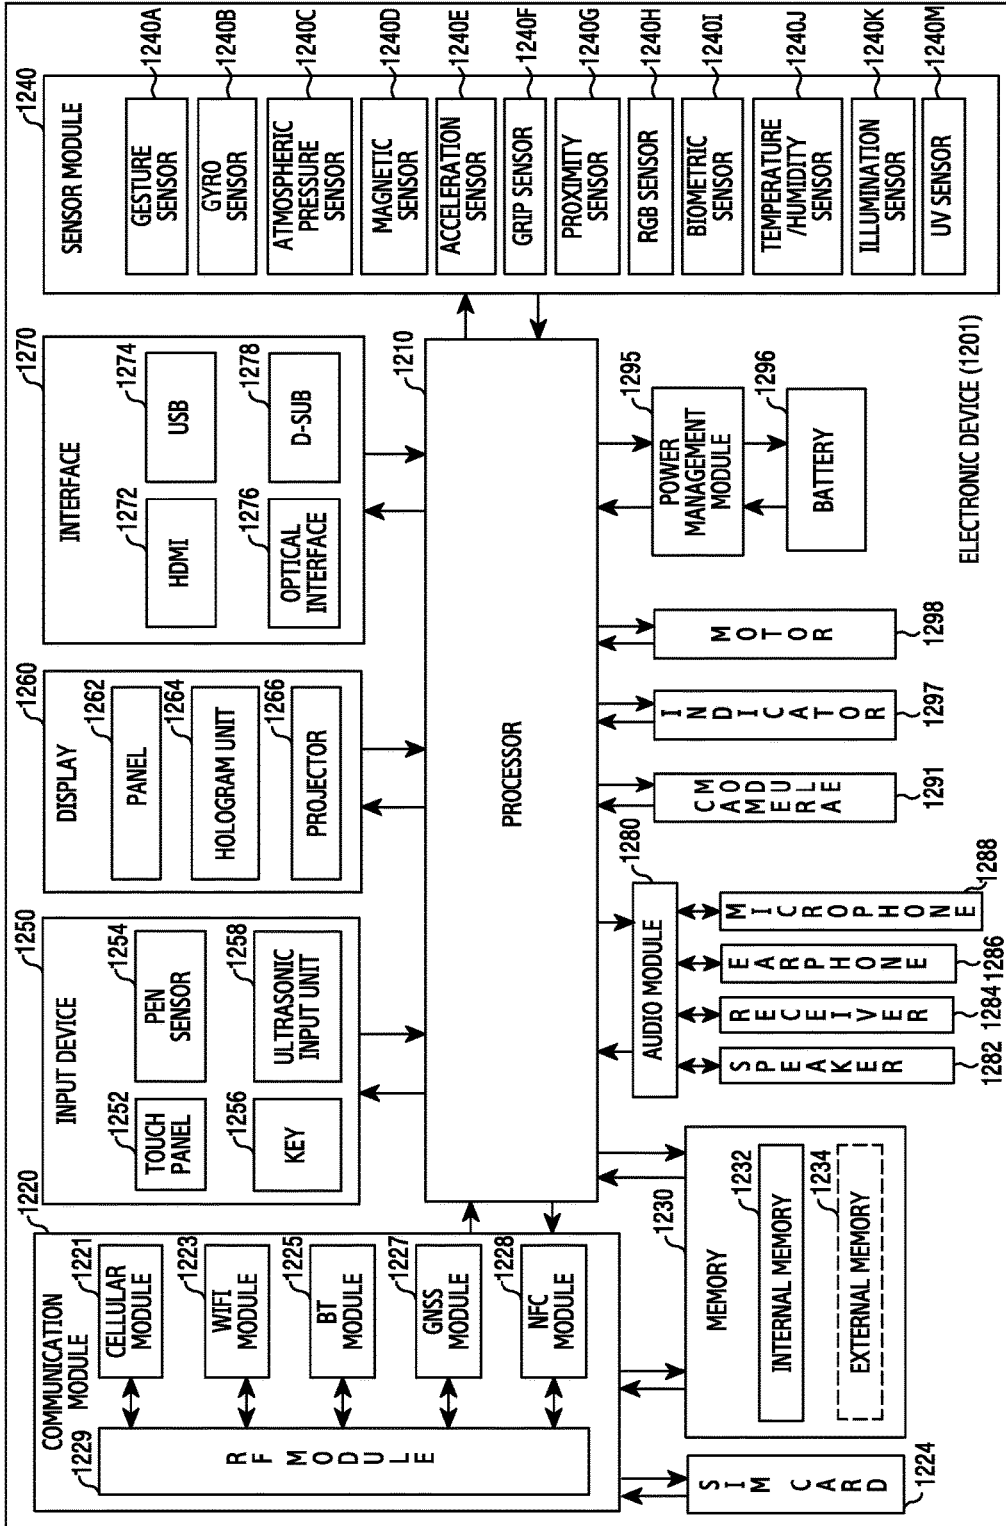 COMMUNICATION
MODULE
1220
1229
RF MODULE
1221
CELLULAR
MODULE
1223
WIFI
MODULE
1225
BT
MODULE
1227
GNSS
MODULE
1228
NFC
MODULE
SIM CARD
1224
INPUT DEVICE
1250
1252
TOUCH
PANEL
1254
PEN
SENSOR
1256
KEY
1258
ULTRASONIC
INPUT UNIT
DISPLAY
1260
1262
PANEL
1264
HOLOGRAM UNIT
1266
PROJECTOR
INTERFACE
1270
1272
HDMI
1274
USB
1276
OPTICAL
INTERFACE
1278
D-SUB
SENSOR MODULE
1240
GESTURE
SENSOR
1240A
GYRO
SENSOR
1240B
ATMOSPHERIC
PRESSURE
SENSOR
1240C
MAGNETIC
SENSOR
1240D
ACCELERATION
SENSOR
1240E
GRIP SENSOR
1240F
PROXIMITY
SENSOR
1240G
RGB SENSOR
1240H
BIOMETRIC
SENSOR
1240I
TEMPERATURE
/HUMIDITY
SENSOR
1240J
ILLUMINATION
SENSOR
1240K
UV SENSOR
1240M
PROCESSOR
1210
1230
MEMORY
1232
INTERNAL MEMORY
1234
EXTERNAL MEMORY
AUDIO MODULE
1280
SPEAKER
1282
RECEIVER
1284
EARPHONE
1286
MICROPHONE
1288
CAMERA
MODULE
1291
INDICATOR
1297
MOTOR
1298
POWER
MANAGEMENT
MODULE
1295
BATTERY
1296
ELECTRONIC DEVICE (1201)